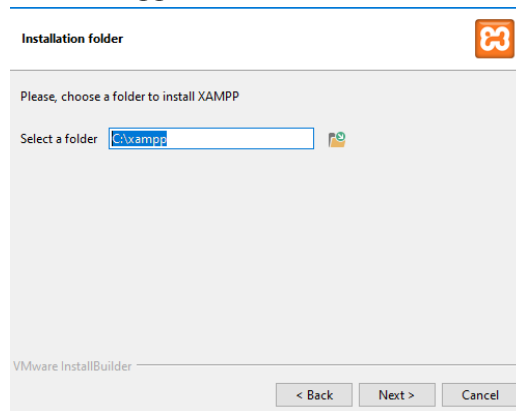 Installation folder
Please, choose a folder to install XAMPP
Select a folder C:\xampp
VMware InstallBuilder
< Back Next > Cancel